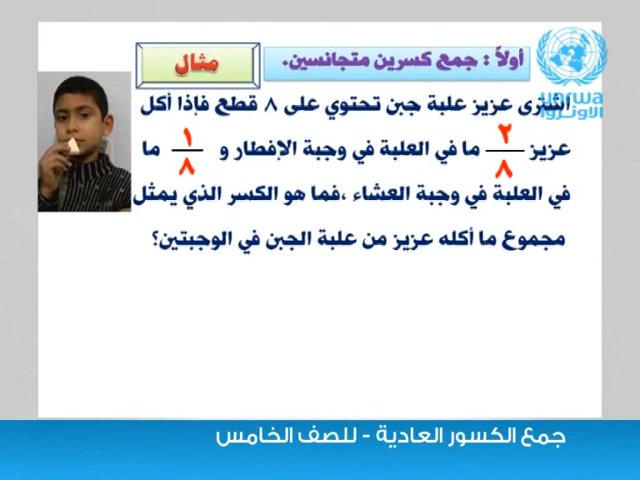 أولاً : جمع كسرين متجانسين.
مثال
unrwa
الأونروا
اشترى عزيز علبة جبن تحتوي على ٨ قطع فإذا أكل
عزيز ٢/٨ ما في العلبة في وجبة الإفطار و ١/٨ ما
في العلبة في وجبة العشاء ،فما هو الكسر الذي يمثل
مجموع ما أكله عزيز من علبة الجبن في الوجبتين؟
جمع الكسور العادية - للصف الخامس